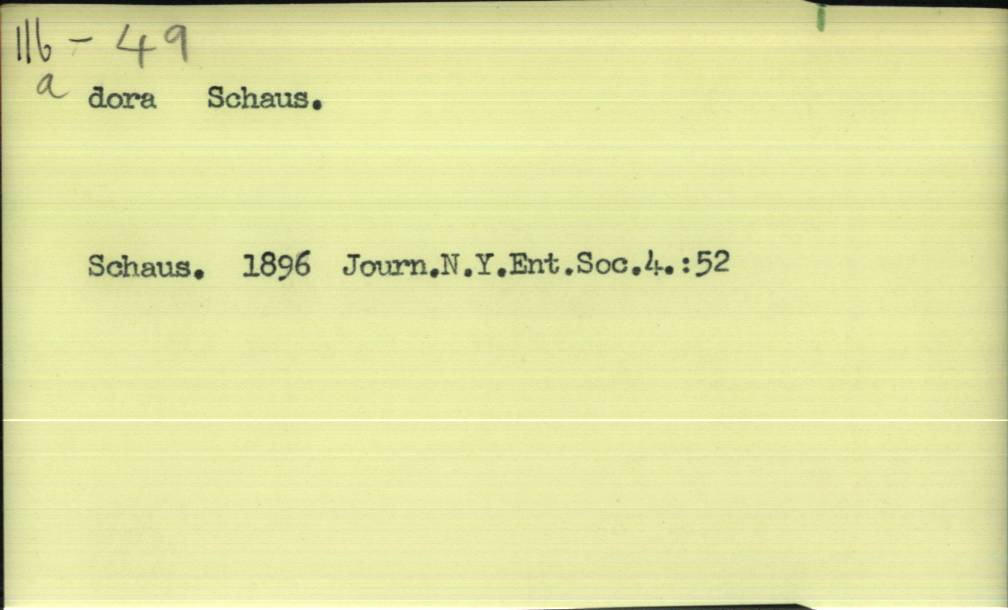 116 - 49
a dora Schaus.
Schaus. 1896 Journ.N.Y.Ent.Soc.4.:52